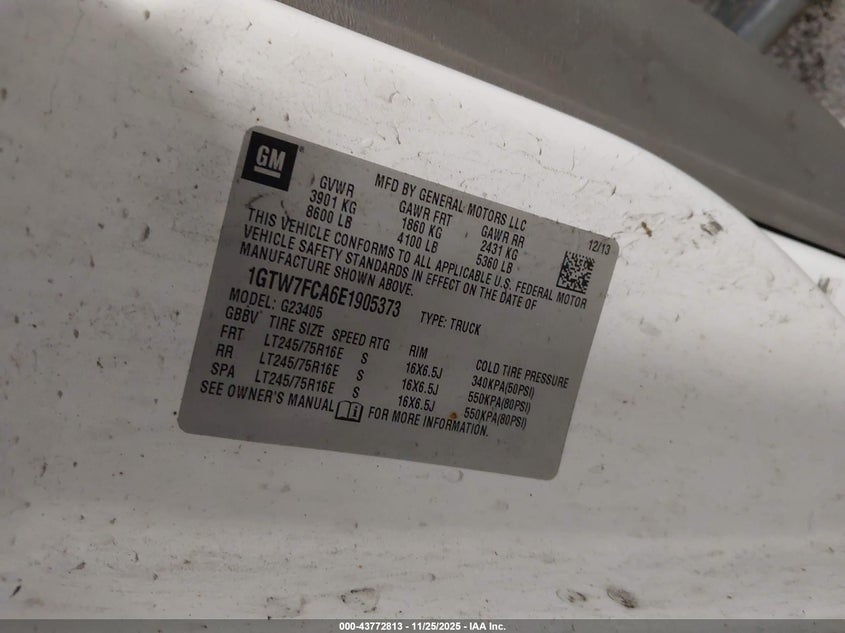 GM
MFD BY GENERAL MOTORS LLC
12/13
GVWR GAWR FRT GAWR RR
3901 KG 1860 KG 2431 KG
8600 LB 4100 LB 5360 LB
THIS VEHICLE CONFORMS TO ALL APPLICABLE U.S. FEDERAL MOTOR
VEHICLE SAFETY STANDARDS IN EFFECT ON THE DATE OF
MANUFACTURE SHOWN ABOVE.
1GTW7FCA6E1905373 TYPE: TRUCK
MODEL: G23405
GBBV TIRE SIZE SPEED RTG RIM COLD TIRE PRESSURE
FRT LT245/75R16E S 16X6.5J 340KPA(50PSI)
RR LT245/75R16E S 16X6.5J 550KPA(80PSI)
SPA LT245/75R16E S 16X6.5J 550KPA(80PSI)
SEE OWNER'S MANUAL FOR MORE INFORMATION.
000-43772813 - 11/25/2025 - IAA Inc.